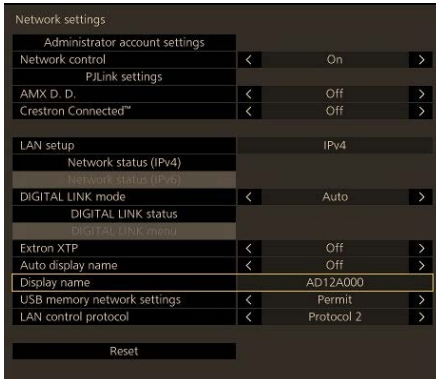 Network settings
Administrator account settings
Network control < On >
PJLink settings
AMX D. D. < Off >
Crestron Connected™ < Off >
LAN setup IPv4
Network status (IPv4)
Network status (IPv6)
DIGITAL LINK mode < Auto >
DIGITAL LINK status
DIGITAL LINK menu
Extron XTP < Off >
Auto display name < Off >
Display name AD12A000
USB memory network settings < Permit >
LAN control protocol < Protocol 2 >
Reset